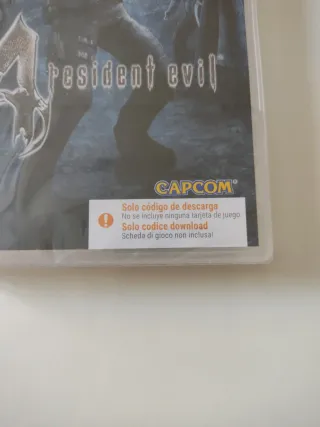 4
resident evil
CAPCOM
Solo código de descarga
No se incluye ninguna tarjeta de juego
Solo codice download
Scheda di gioco non inclusa!